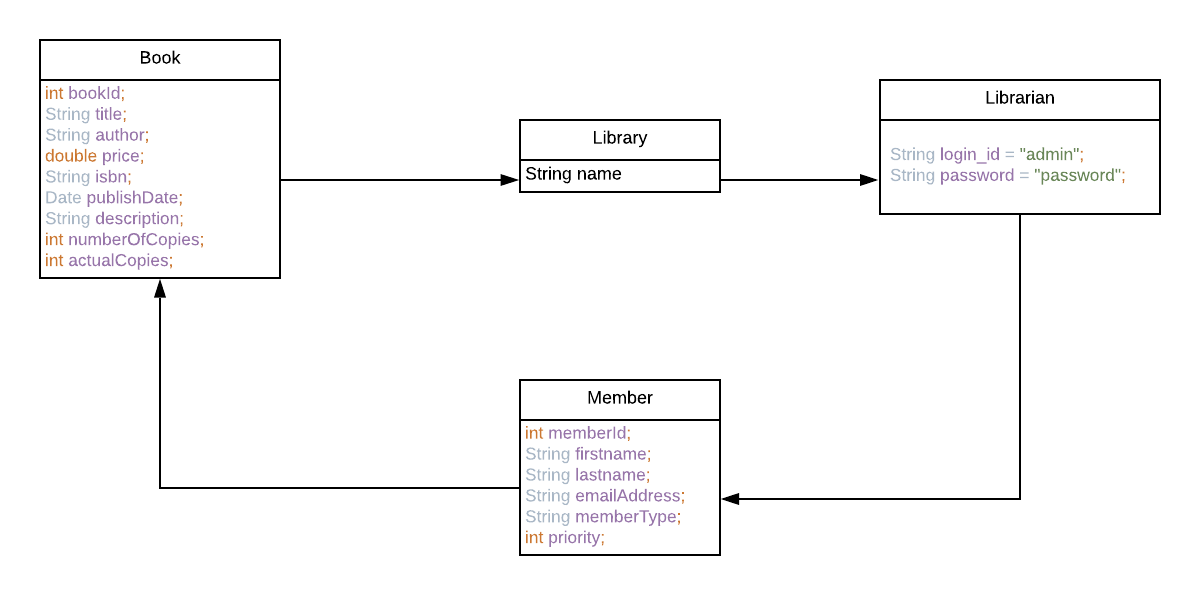 Book
int bookId;
String title;
String author;
double price;
String isbn;
Date publishDate;
String description;
int numberOfCopies;
int actualCopies;
Library
String name
Librarian
String login_id = "admin";
String password = "password";
Member
int memberId;
String firstname;
String lastname;
String emailAddress;
String memberType;
int priority;